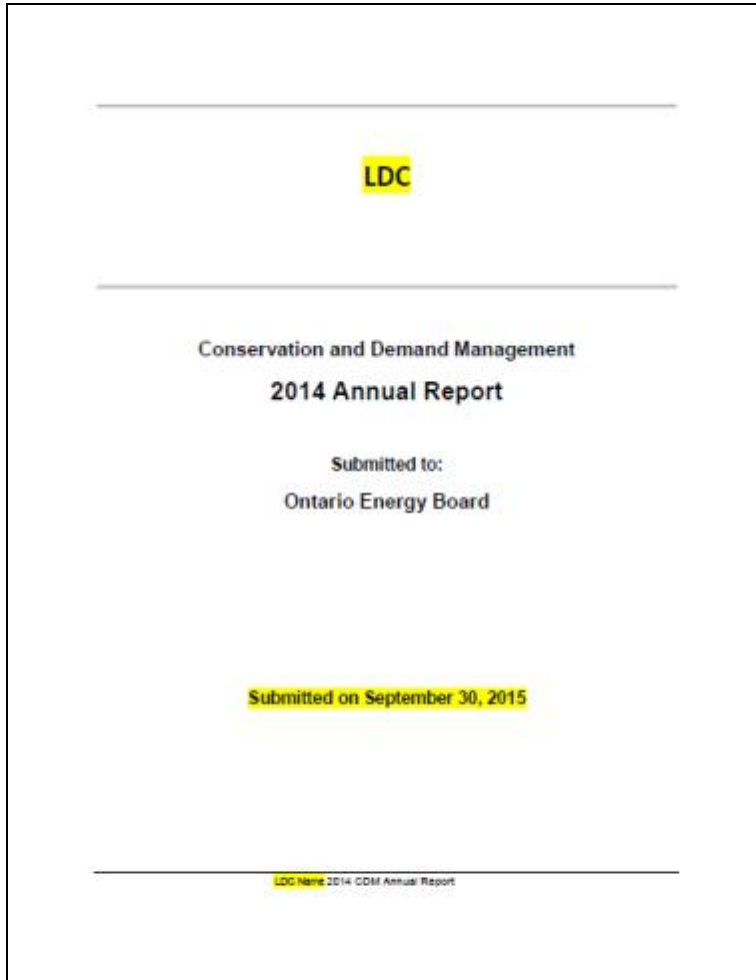 LDC
Conservation and Demand Management
2014 Annual Report
Submitted to:
Ontario Energy Board
Submitted on September 30, 2015
LDC Name 2014 CDM Annual Report